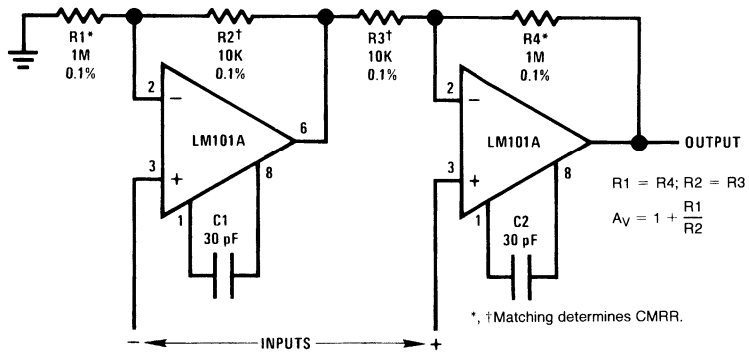 R1*
1M
0.1%
R2†
10K
0.1%
R3†
10K
0.1%
R4*
1M
0.1%
2
−
LM101A
6
3
+
8
1
C1
30 pF
2
−
LM101A
3
+
8
1
C2
30 pF
OUTPUT
R1 = R4; R2 = R3
AV = 1 + R1
R2
*, †Matching determines CMRR.
− INPUTS +